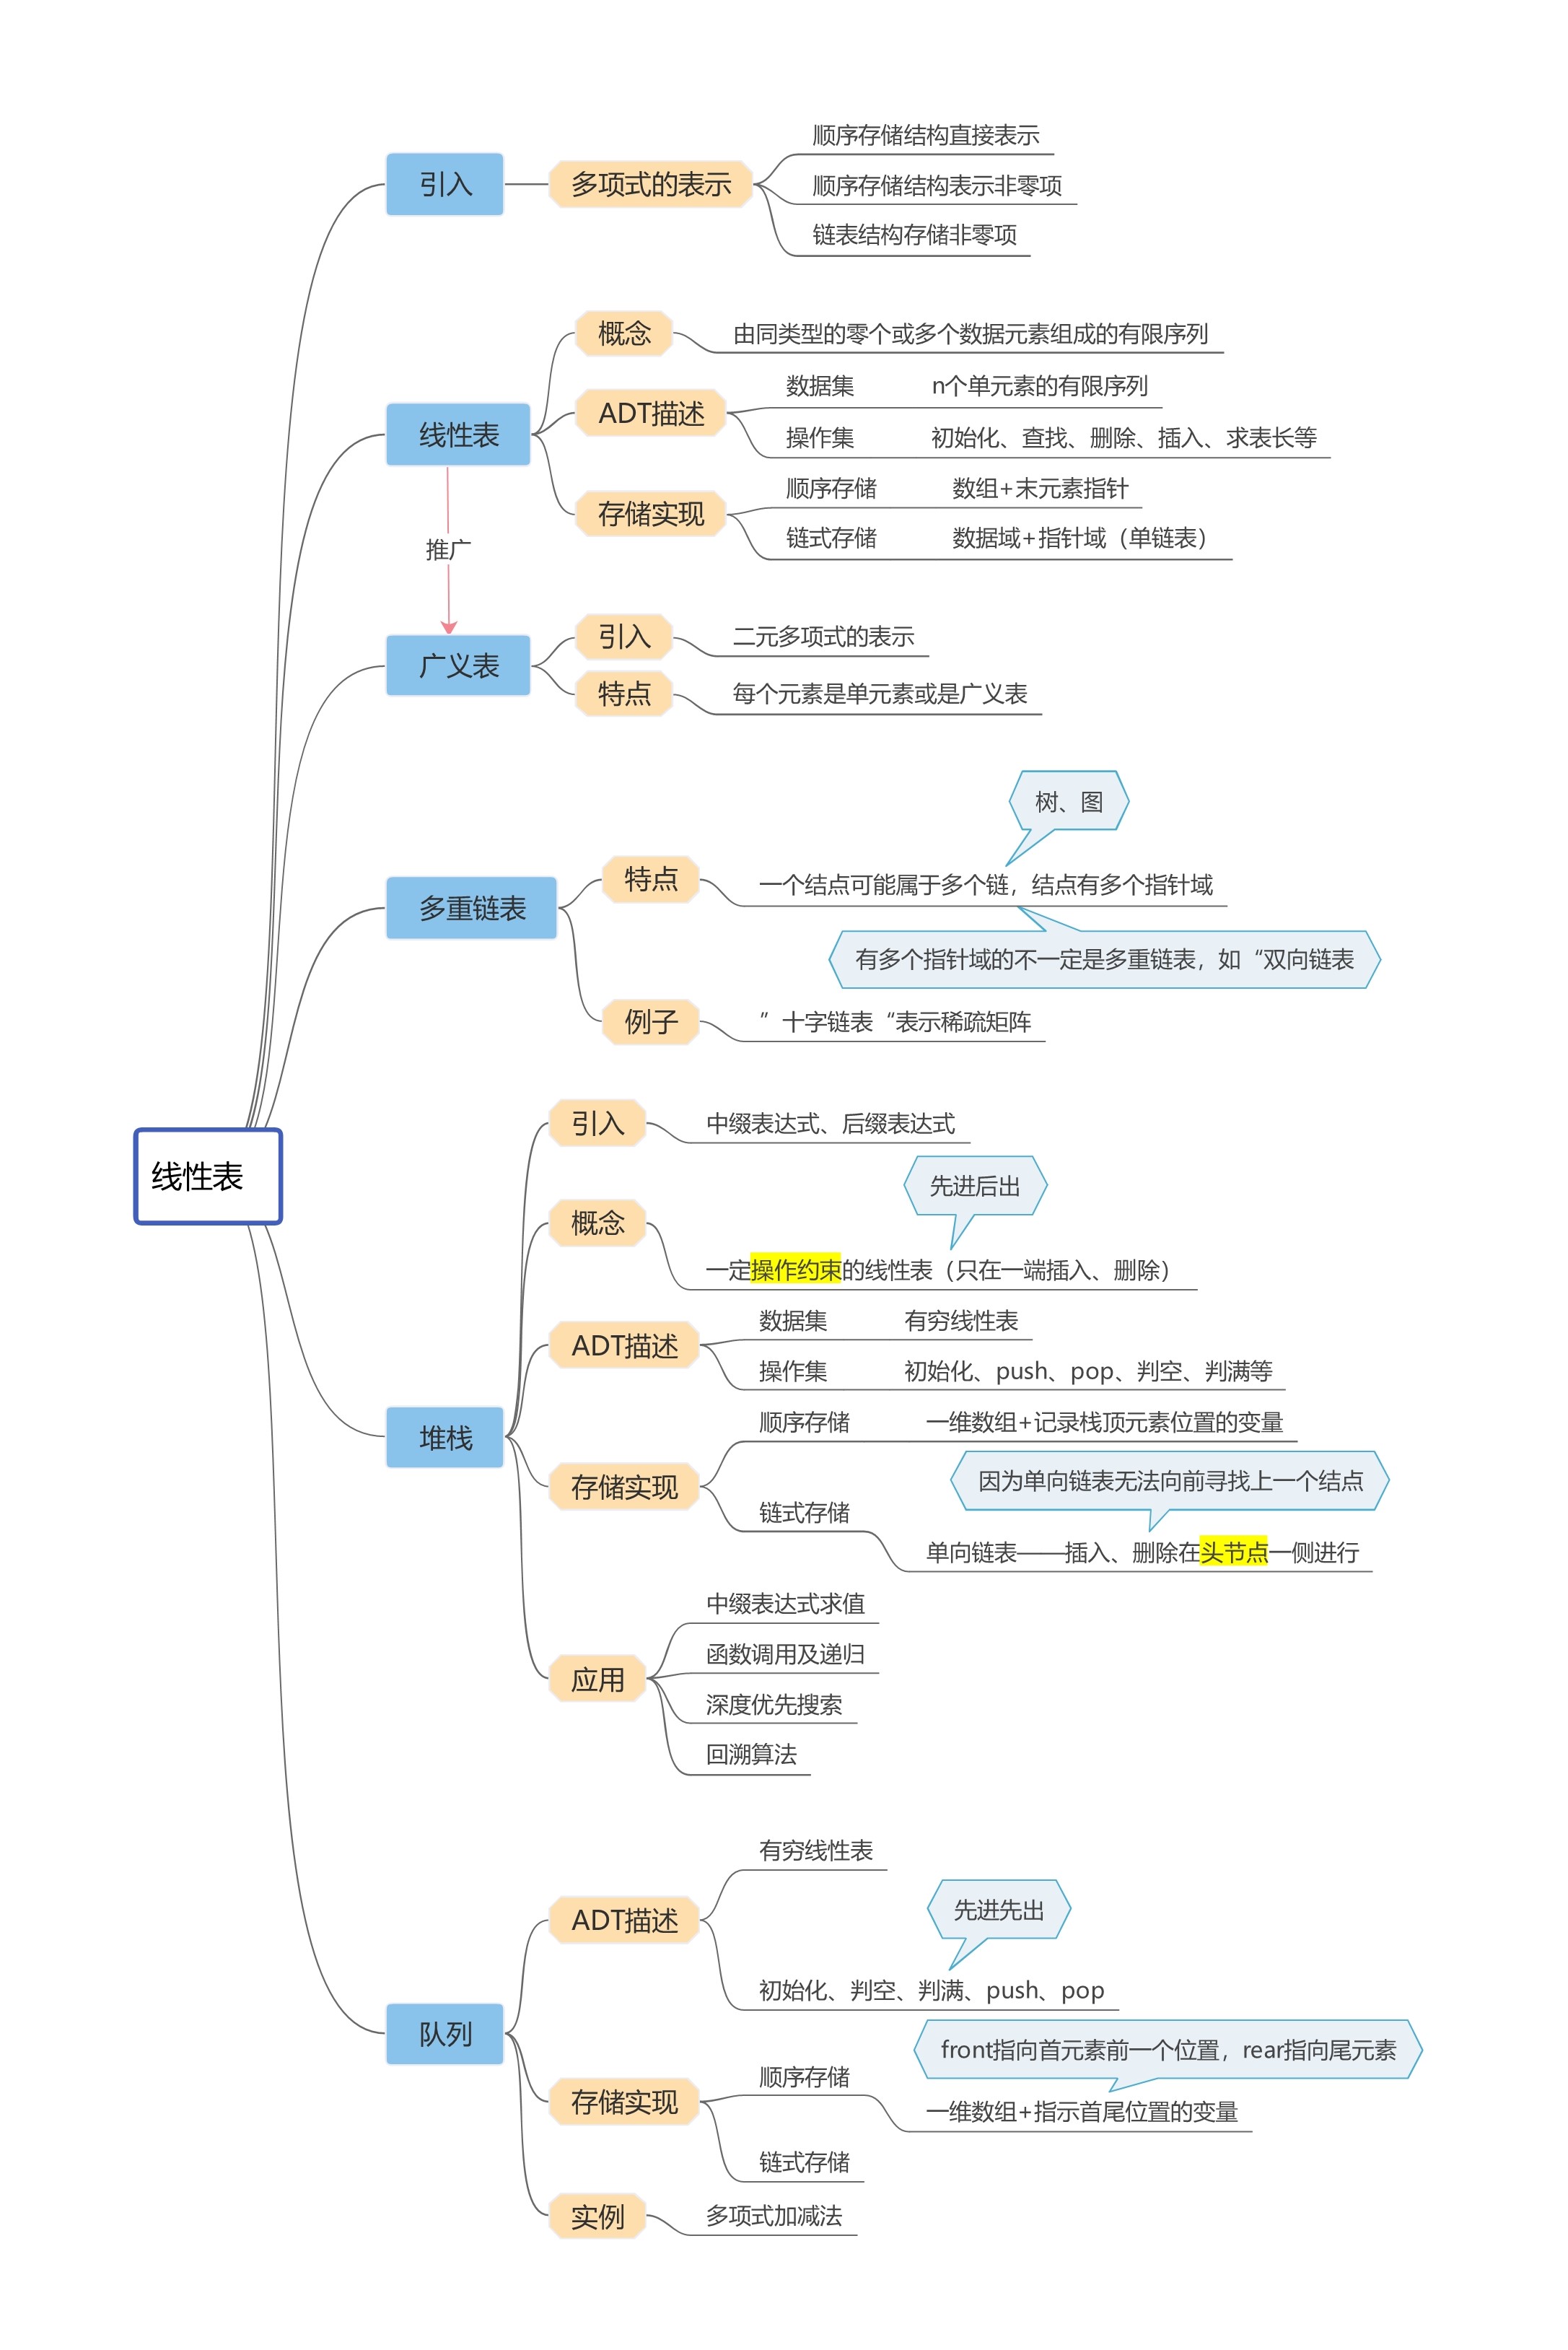 引入
多项式的表示
顺序存储结构直接表示
顺序存储结构表示非零项
链表结构存储非零项
线性表
概念
由同类型的零个或多个数据元素组成的有限序列
ADT描述
数据集
n个单元素的有限序列
操作集
初始化、查找、删除、插入、求表长等
存储实现
顺序存储
数组+末元素指针
链式存储
数据域+指针域（单链表）
推广
广义表
引入
二元多项式的表示
特点
每个元素是单元素或是广义表
多重链表
特点
树、图
一个结点可能属于多个链，结点有多个指针域
有多个指针域的不一定是多重链表，如“双向链表
例子
”十字链表“表示稀疏矩阵
线性表
堆栈
引入
中缀表达式、后缀表达式
概念
先进后出
一定操作约束的线性表（只在一端插入、删除）
ADT描述
数据集
有穷线性表
操作集
初始化、push、pop、判空、判满等
存储实现
顺序存储
一维数组+记录栈顶元素位置的变量
链式存储
因为单向链表无法向前寻找上一个结点
单向链表——插入、删除在头节点一侧进行
应用
中缀表达式求值
函数调用及递归
深度优先搜索
回溯算法
队列
ADT描述
有穷线性表
先进先出
初始化、判空、判满、push、pop
存储实现
顺序存储
front指向首元素前一个位置，rear指向尾元素
一维数组+指示首尾位置的变量
链式存储
实例
多项式加减法